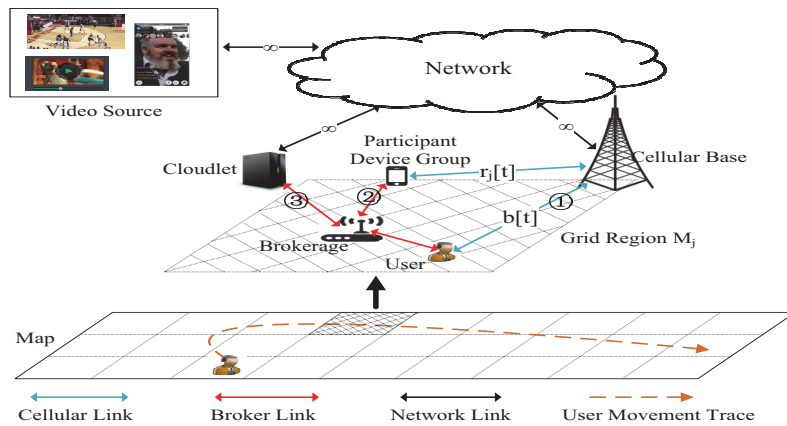 ∞
Network
Video Source
∞
∞
Participant
Device Group
Cloudlet
Cellular Base
r_j[t]
②
①
③
b[t]
Brokerage
Grid Region M_j
User
Map
Cellular Link
Broker Link
Network Link
User Movement Trace